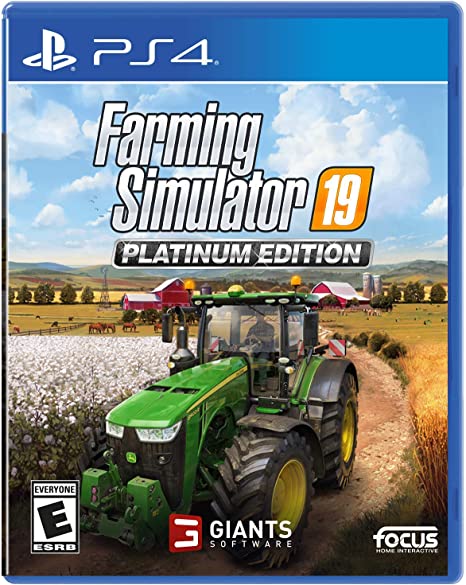 PS4
Farming
Simulator 19
PLATINUM EDITION
EVERYONE
E
ESRB
GIANTS
SOFTWARE
FOCUS
HOME INTERACTIVE